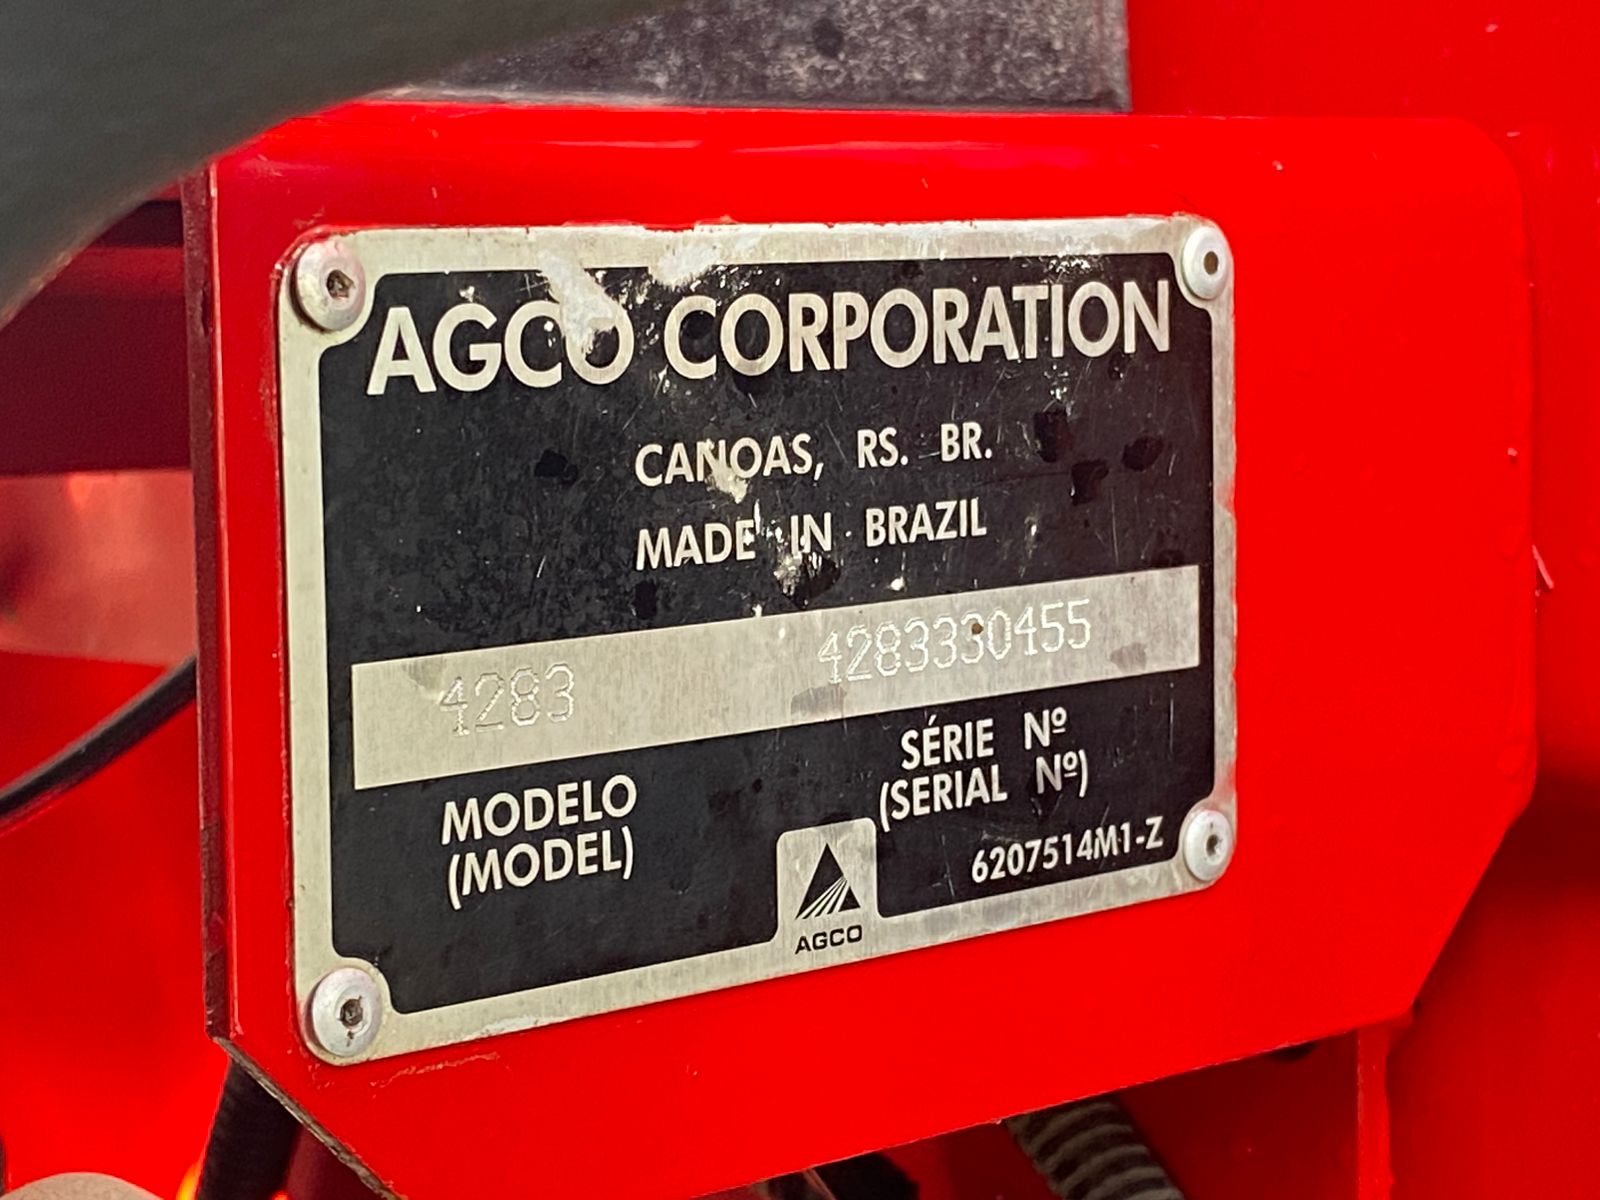 AGCO CORPORATION
CANOAS, RS. BR.
MADE IN BRAZIL
4283 4283330455
MODELO
(MODEL)
SÉRIE Nº
(SERIAL Nº)
6207514M1-Z
AGCO